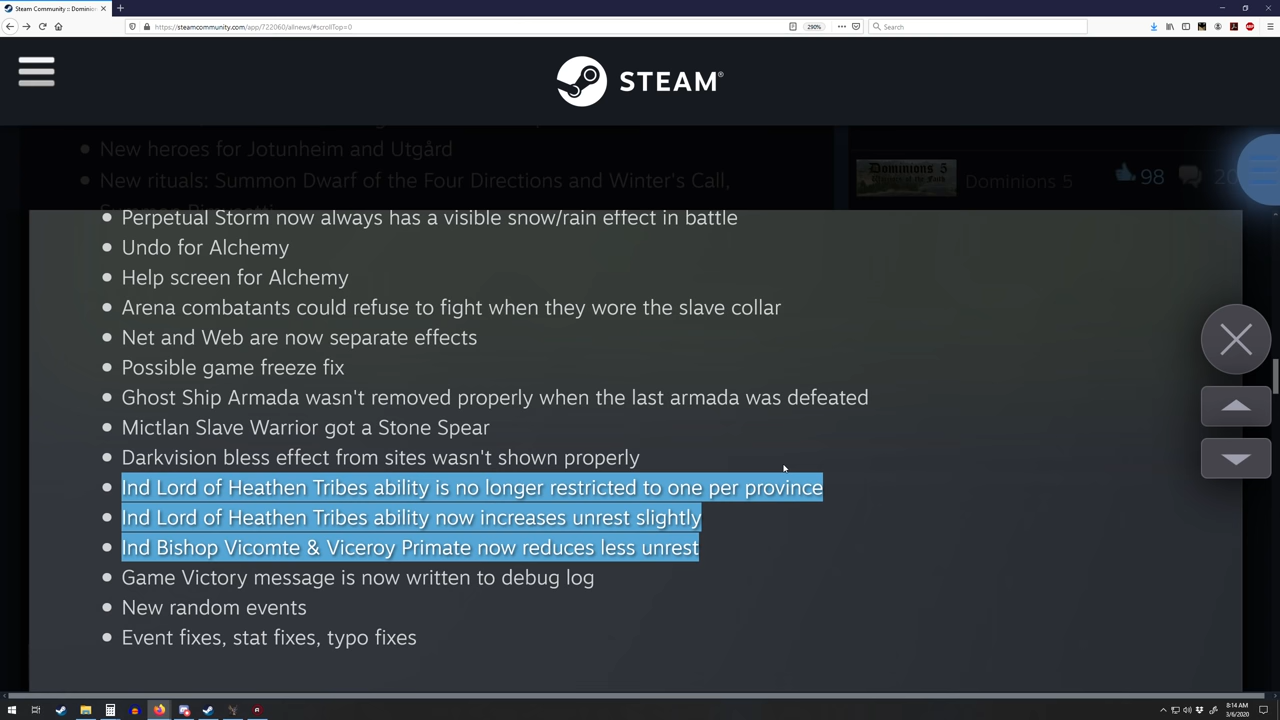 Steam Community :: Domini
https://steamcommunity.com/app/722060/allnews/#scrollTop=0
290%
Search
STEAM®
New heroes for Jotunheim and Utgård
New rituals: Summon Dwarf of the Four Directions and Winter's Call,
Dominions 5
Dominions 5
98
Perpetual Storm now always has a visible snow/rain effect in battle
Undo for Alchemy
Help screen for Alchemy
Arena combatants could refuse to fight when they wore the slave collar
Net and Web are now separate effects
Possible game freeze fix
Ghost Ship Armada wasn't removed properly when the last armada was defeated
Mictlan Slave Warrior got a Stone Spear
Darkvision bless effect from sites wasn't shown properly
Ind Lord of Heathen Tribes ability is no longer restricted to one per province
Ind Lord of Heathen Tribes ability now increases unrest slightly
Ind Bishop Vicomte & Viceroy Primate now reduces less unrest
Game Victory message is now written to debug log
New random events
Event fixes, stat fixes, typo fixes
8:14 AM
3/6/2020